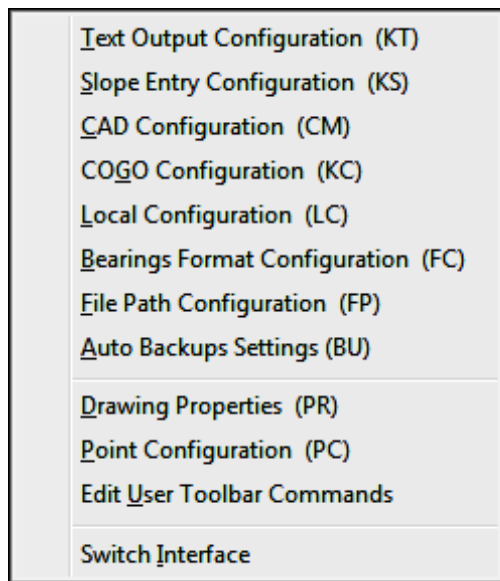 Text Output Configuration (KT)
Slope Entry Configuration (KS)
CAD Configuration (CM)
COGO Configuration (KC)
Local Configuration (LC)
Bearings Format Configuration (FC)
File Path Configuration (FP)
Auto Backups Settings (BU)
Drawing Properties (PR)
Point Configuration (PC)
Edit User Toolbar Commands
Switch Interface